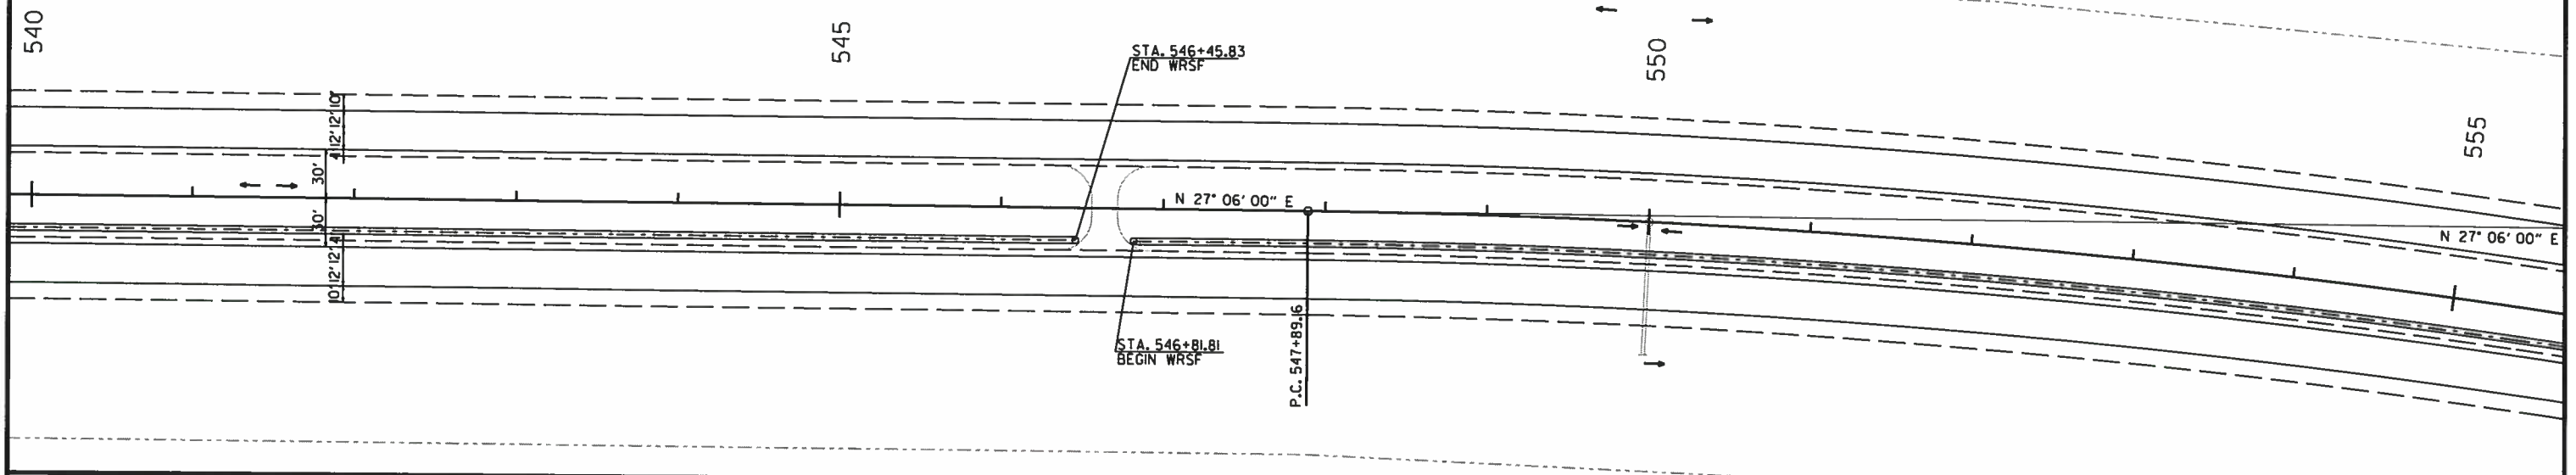 540
545
550
555
STA. 546+45.83
END WRSF
4' 12' 12' 10'
30'
30'
N 27° 06' 00" E
N 27° 06' 00" E
10' 12' 12' 4'
P.C. 547+89.16
STA. 546+81.81
BEGIN WRSF